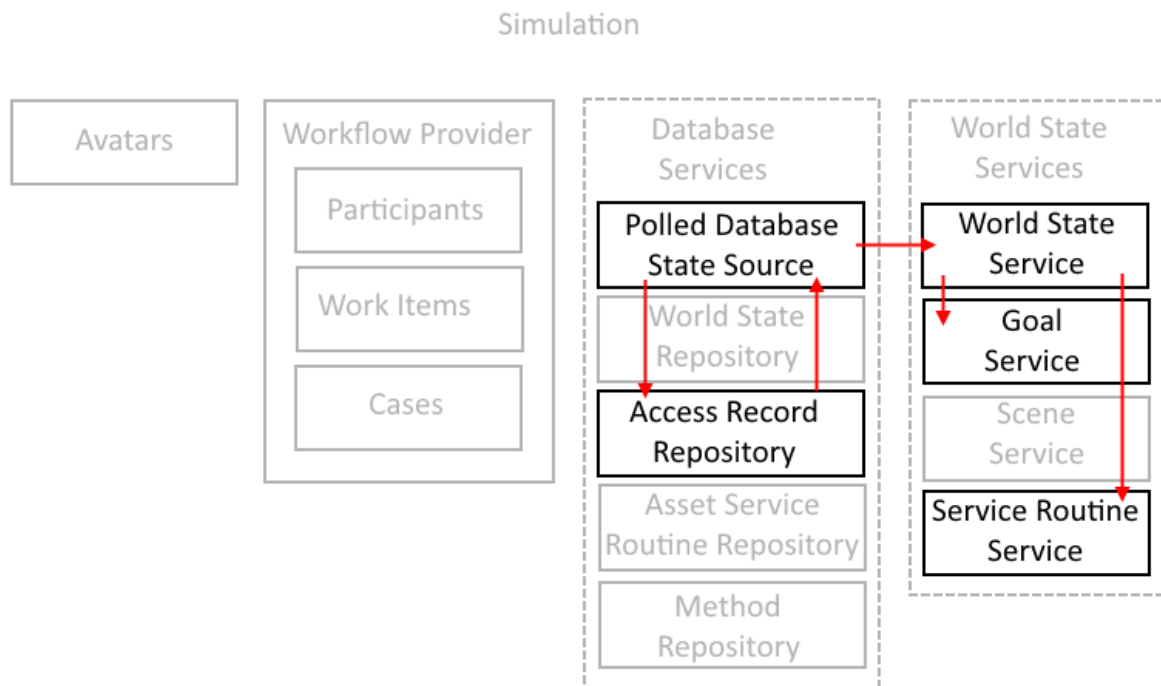 Simulation
Avatars
Workflow Provider
Participants
Work Items
Cases
Database
Services
Polled Database
State Source
World State
Repository
Access Record
Repository
Asset Service
Routine Repository
Method
Repository
World State
Services
World State
Service
Goal
Service
Scene
Service
Service Routine
Service